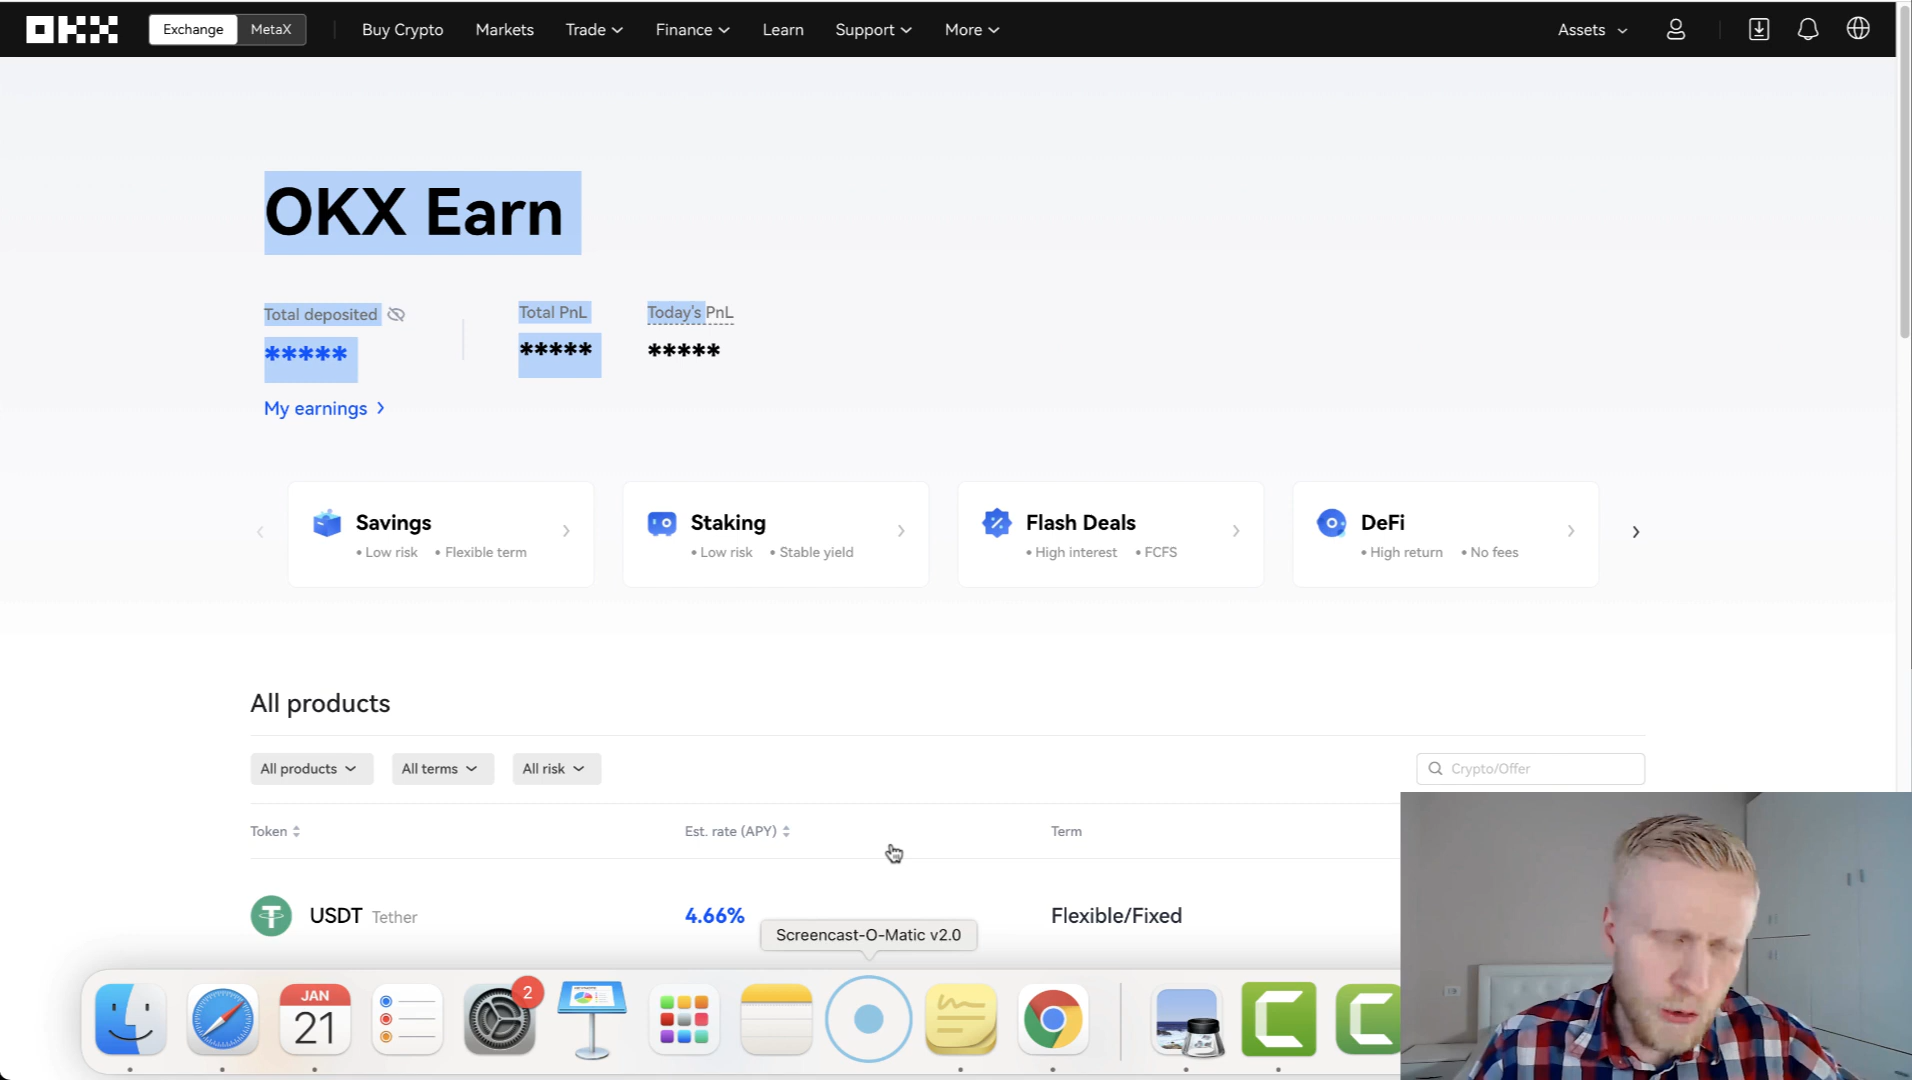 OKX Exchange MetaX Buy Crypto Markets Trade Finance Learn Support More Assets
OKX Earn
Total deposited Total PnL Today's PnL
***** ***** *****
My earnings
Savings Staking Flash Deals DeFi
• Low risk • Flexible term • Low risk • Stable yield • High interest • FCFS • High return • No fees
All products
All products All terms All risk Crypto/Offer
Token Est. rate (APY) Term
USDT Tether 4.66% Flexible/Fixed
Screencast-O-Matic v2.0
JAN 2
21